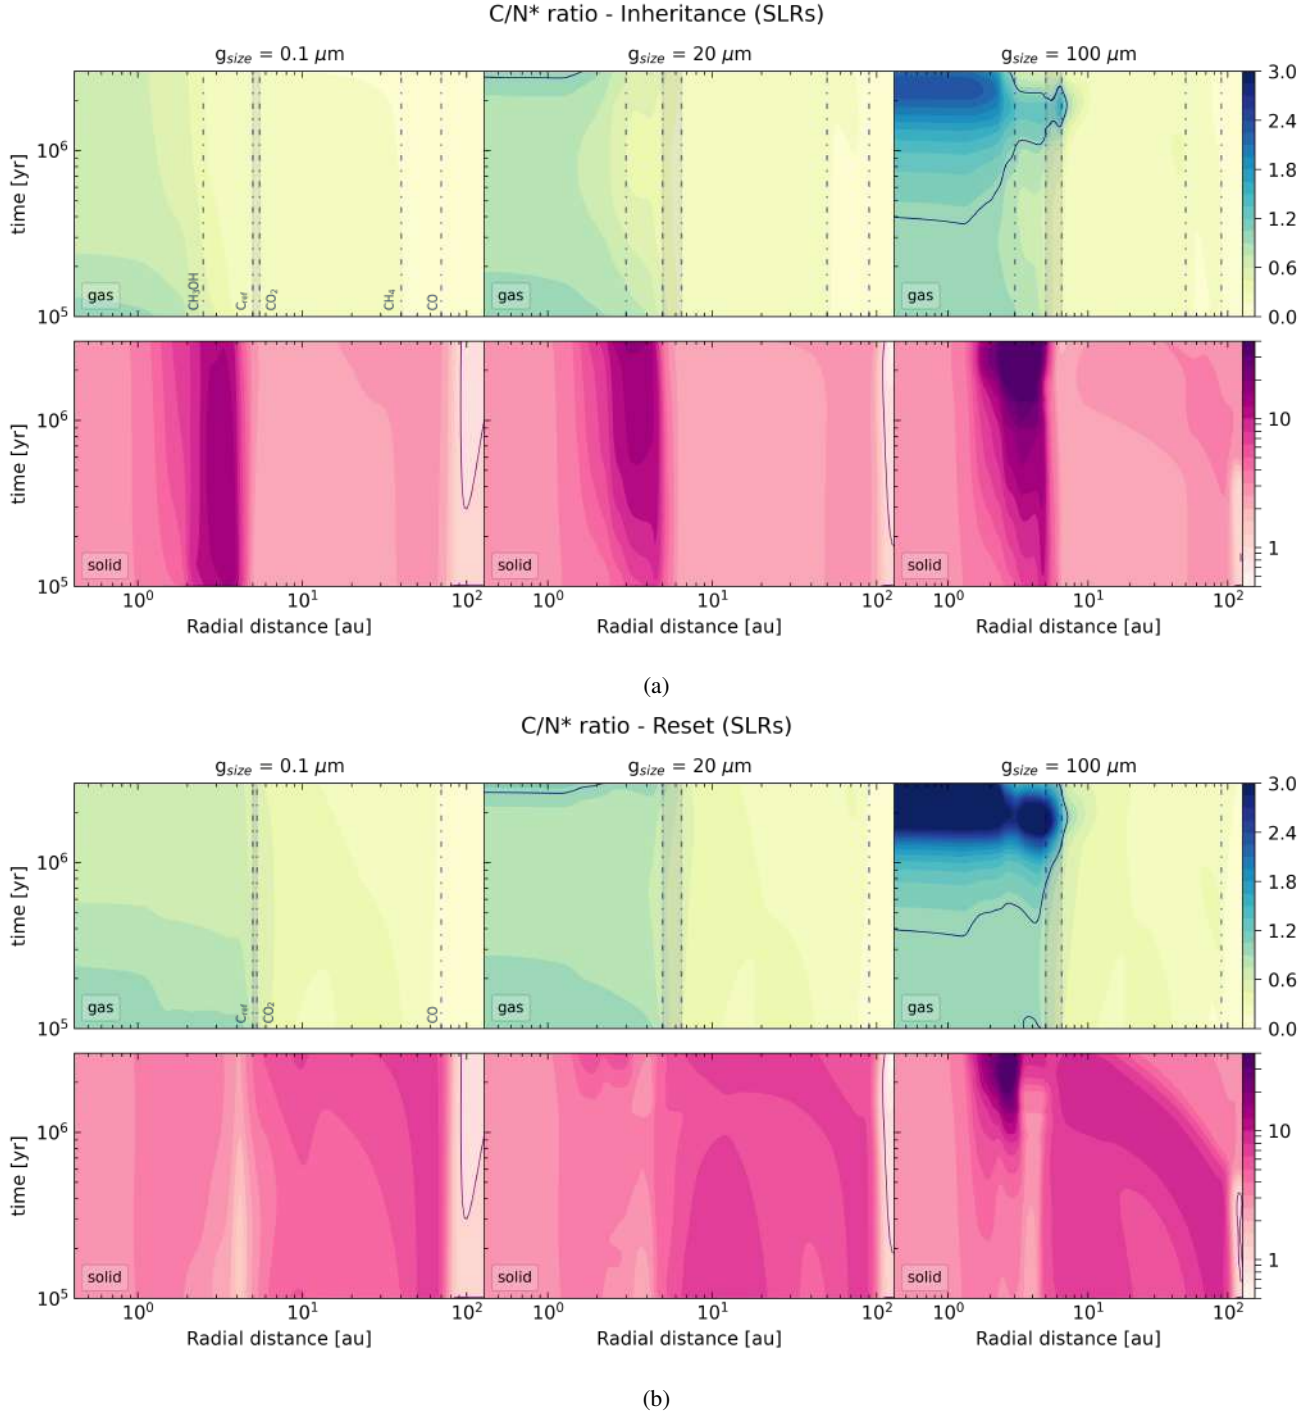 C/N* ratio - Inheritance (SLRs)
g_size = 0.1 μm
g_size = 20 μm
g_size = 100 μm
time [yr]
10^6
10^5
gas
CH₃OH
C_ref
CO₂
CH₄
CO
gas
gas
3.0
2.4
1.8
1.2
0.6
0.0
time [yr]
10^6
10^5
solid
solid
solid
10
1
10^0 10^1 10^2
10^0 10^1 10^2
10^0 10^1 10^2
Radial distance [au]
Radial distance [au]
Radial distance [au]
(a)
C/N* ratio - Reset (SLRs)
g_size = 0.1 μm
g_size = 20 μm
g_size = 100 μm
time [yr]
10^6
10^5
gas
C_ref
CO₂
CO
gas
gas
3.0
2.4
1.8
1.2
0.6
0.0
time [yr]
10^6
10^5
solid
solid
solid
10
1
10^0 10^1 10^2
10^0 10^1 10^2
10^0 10^1 10^2
Radial distance [au]
Radial distance [au]
Radial distance [au]
(b)